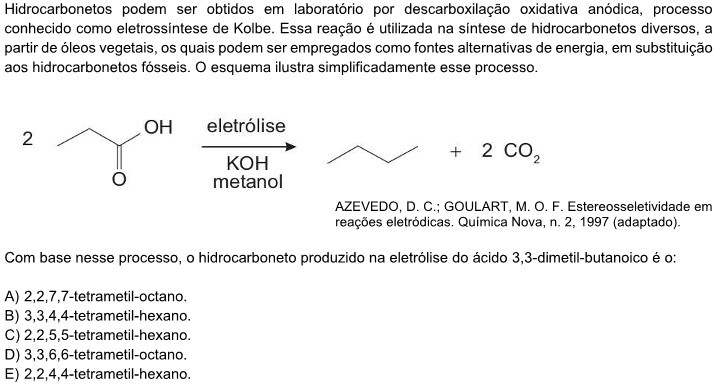 Hidrocarbonetos podem ser obtidos em laboratório por descarboxilação oxidativa anódica, processo
conhecido como eletrossíntese de Kolbe. Essa reação é utilizada na síntese de hidrocarbonetos diversos, a
partir de óleos vegetais, os quais podem ser empregados como fontes alternativas de energia, em substituição
aos hidrocarbonetos fósseis. O esquema ilustra simplificadamente esse processo.
2 OH O eletrólise + 2 CO₂
KOH
metanol
AZEVEDO, D. C.; GOULART, M. O. F. Estereosseletividade em
reações eletródicas. Química Nova, n. 2, 1997 (adaptado).
Com base nesse processo, o hidrocarboneto produzido na eletrólise do ácido 3,3-dimetil-butanoico é o:
A) 2,2,7,7-tetrametil-octano.
B) 3,3,4,4-tetrametil-hexano.
C) 2,2,5,5-tetrametil-hexano.
D) 3,3,6,6-tetrametil-octano.
E) 2,2,4,4-tetrametil-hexano.